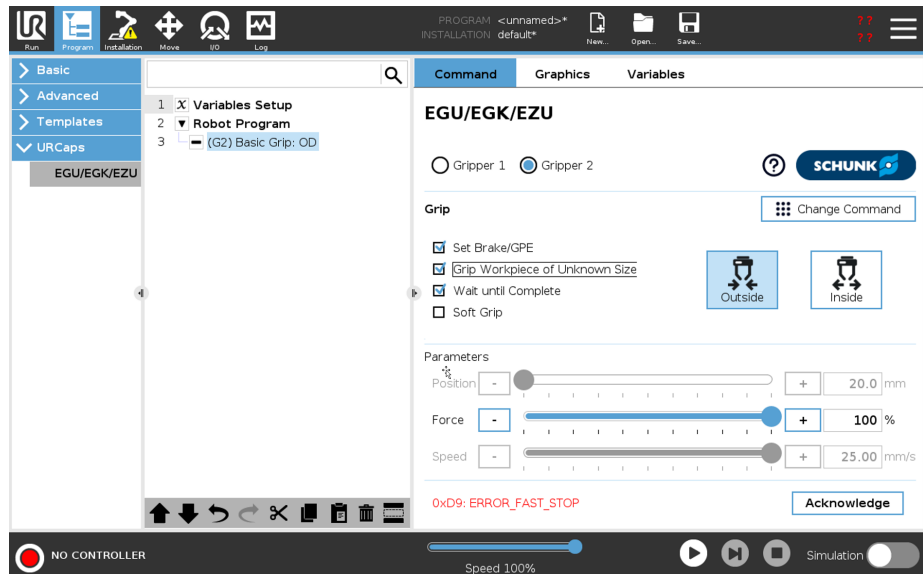 PROGRAM <unnamed>*
INSTALLATION default*
? ?
? ?
Run
Program
Installation
Move
I/O
Log
New...
Open...
Save...
Basic
Advanced
Templates
URCaps
EGU/EGK/EZU
1 X Variables Setup
2 Robot Program
3 (G2) Basic Grip: OD
Command Graphics Variables
EGU/EGK/EZU
Gripper 1 Gripper 2 ? SCHUNK
Grip Change Command
Set Brake/GPE
Grip Workpiece of Unknown Size
Wait until Complete
Soft Grip
Outside Inside
Parameters
Position - + 20.0 mm
Force - + 100 %
Speed - + 25.00 mm/s
0xD9: ERROR_FAST_STOP Acknowledge
NO CONTROLLER
Speed 100%
Simulation